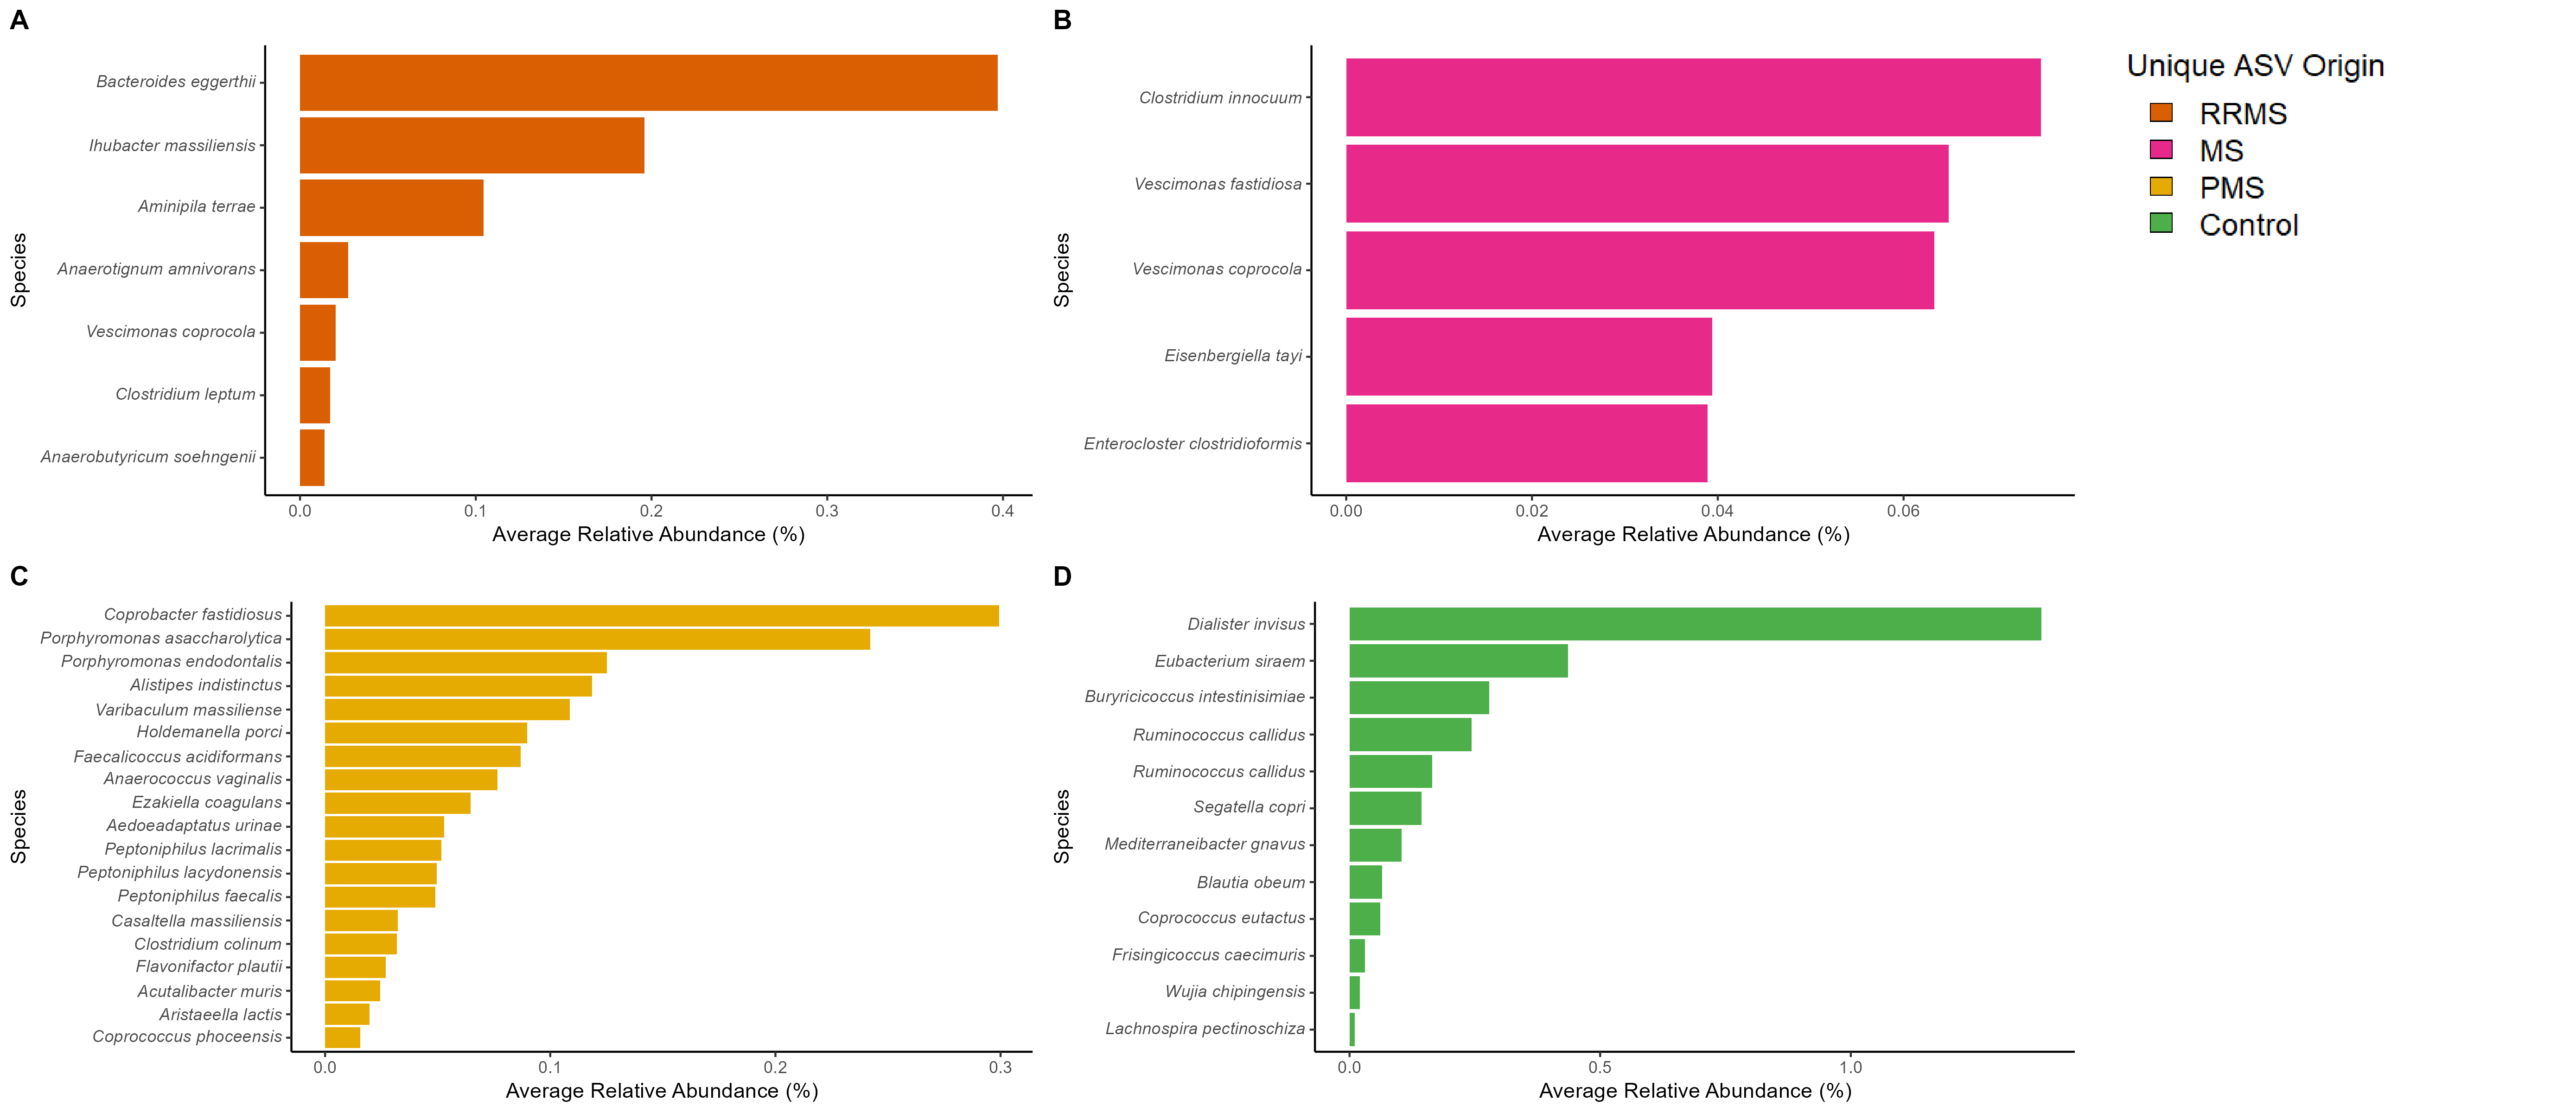 A
Bacteroides eggerthii
Ihubacter massiliensis
Aminipila terrae
Anaerotignum amnivorans
Vescimonas coprocola
Clostridium leptum
Anaerobutyricum soehngenii
Species
0.0 0.1 0.2 0.3 0.4
Average Relative Abundance (%)
B
Clostridium innocuum
Vescimonas fastidiosa
Vescimonas coprocola
Eisenbergiella tayi
Enterocloster clostridioformis
Species
0.00 0.02 0.04 0.06
Average Relative Abundance (%)
Unique ASV Origin
RRMS
MS
PMS
Control
C
Coprobacter fastidiosus
Porphyromonas asaccharolytica
Porphyromonas endodontalis
Alistipes indistinctus
Varibaculum massiliense
Holdemanella porci
Faecalicoccus acidiformans
Anaerococcus vaginalis
Ezakiella coagulans
Aedoeadaptatus urinae
Peptoniphilus lacrimalis
Peptoniphilus lacydonensis
Peptoniphilus faecalis
Casaltella massiliensis
Clostridium colinum
Flavonifactor plautii
Acutalibacter muris
Aristaeella lactis
Coprococcus phoceensis
Species
0.0 0.1 0.2 0.3
Average Relative Abundance (%)
D
Dialister invisus
Eubacterium siraem
Buryricicoccus intestinisimiae
Ruminococcus callidus
Ruminococcus callidus
Segatella copri
Mediterraneibacter gnavus
Blautia obeum
Coprococcus eutactus
Frisingicoccus caecimuris
Wujia chipingensis
Lachnospira pectinoschiza
Species
0.0 0.5 1.0
Average Relative Abundance (%)